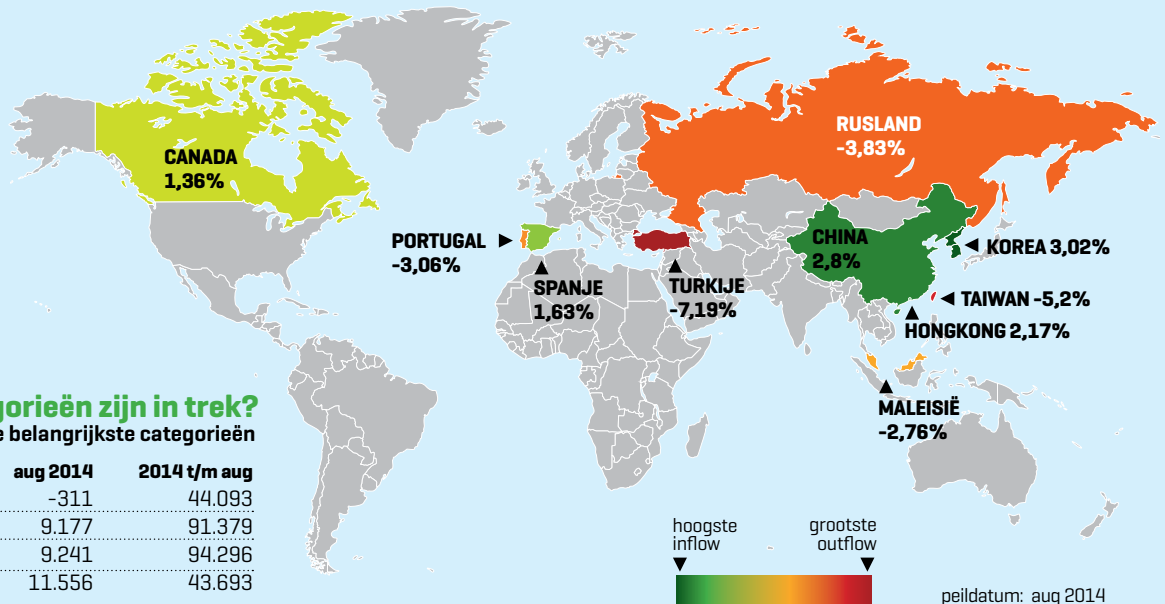 CANADA
1,36%
RUSLAND
-3,83%
PORTUGAL
-3,06%
SPANJE
1,63%
TURKIJE
-7,19%
CHINA
2,8%
KOREA 3,02%
TAIWAN -5,2%
HONGKONG 2,17%
MALEISIË
-2,76%
gorieën zijn in trek?
e belangrijkste categorieën
aug 2014 2014 t/m aug
-311 44.093
9.177 91.379
9.241 94.296
11.556 43.693
hoogste
inflow
grootste
outflow
peildatum: aug 2014